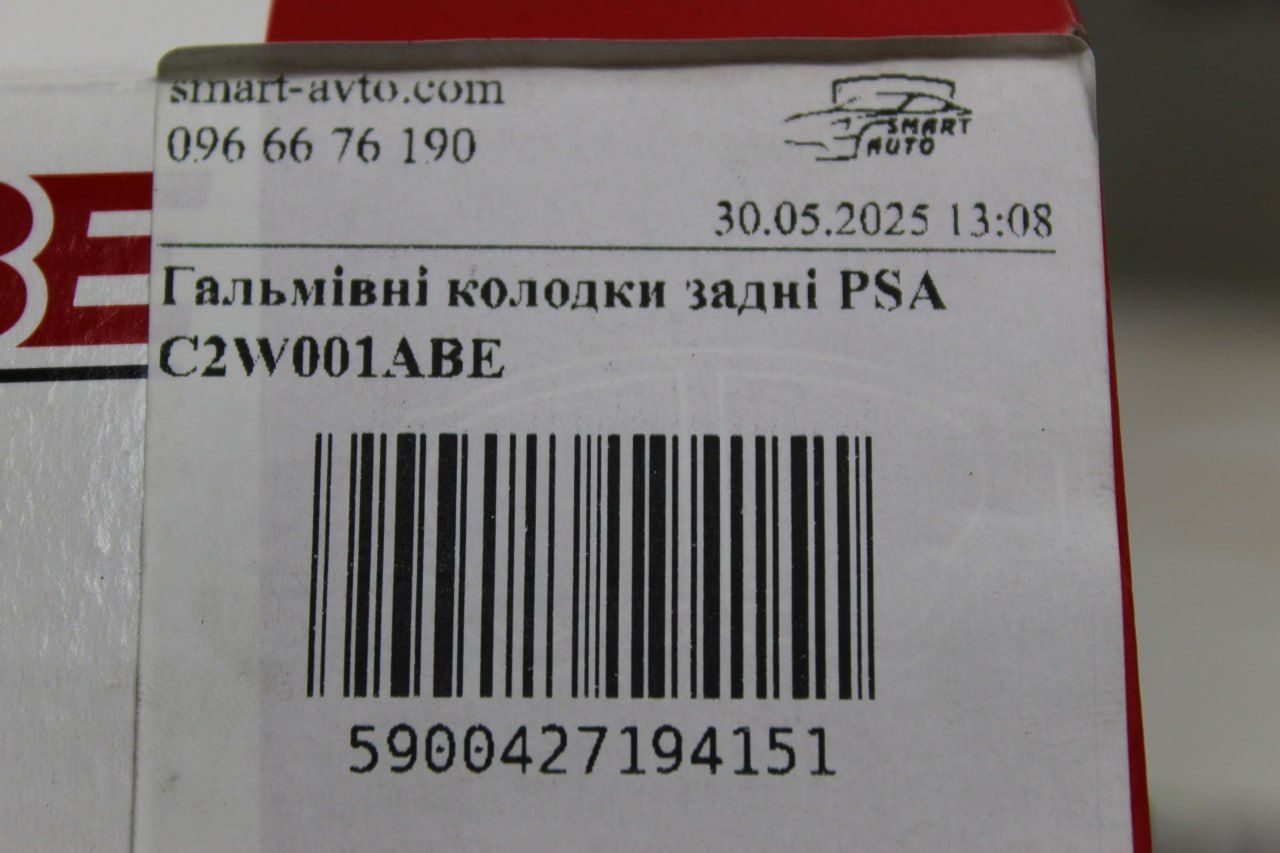 smart-avto.com
096 66 76 190
SMART
AUTO
30.05.2025 13:08
BE
Гальмівні колодки задні PSA
C2W001ABE
5900427194151